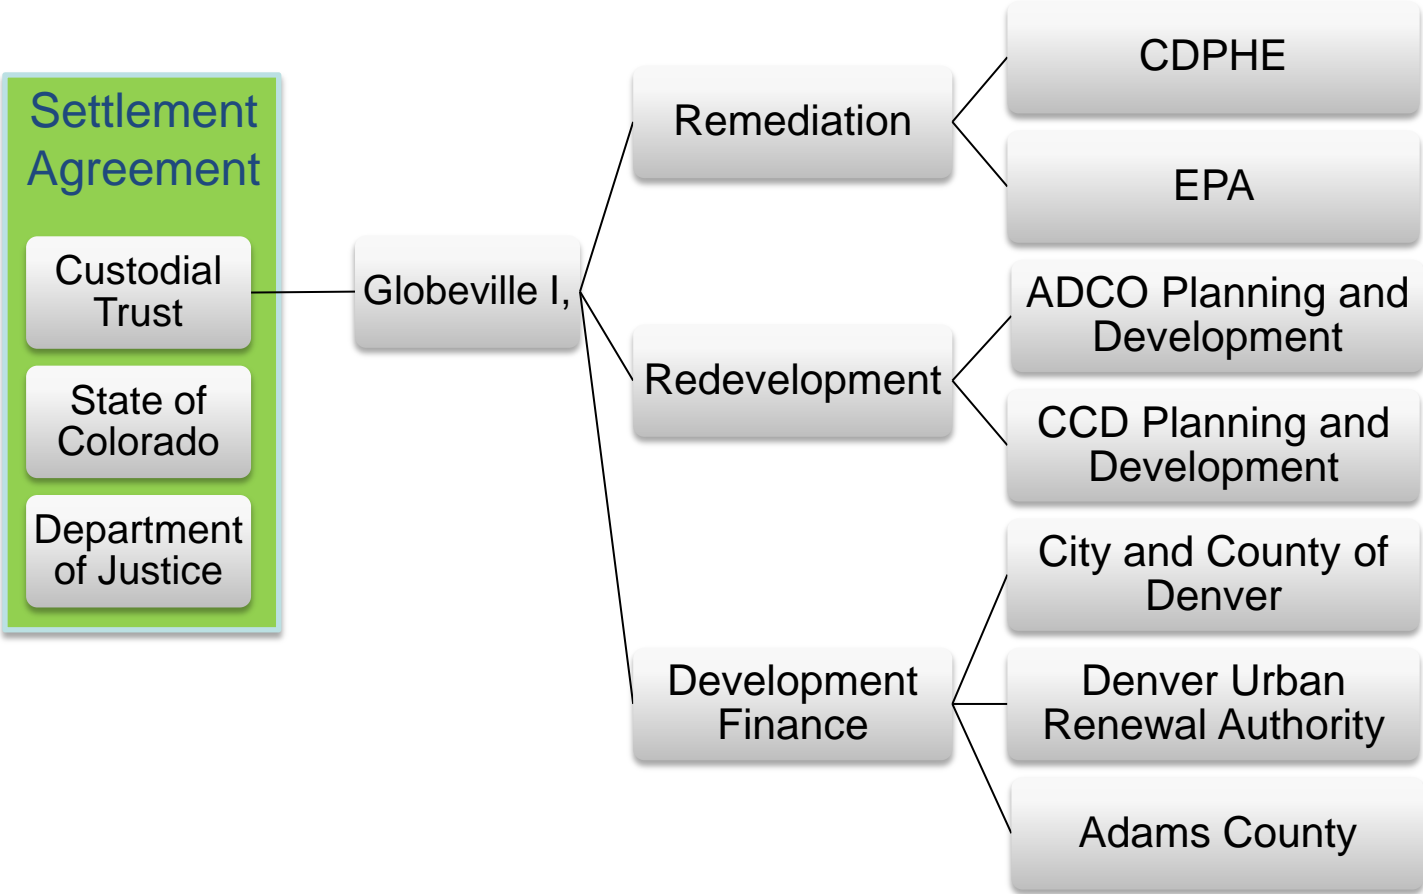 Settlement
Agreement
Custodial
Trust
State of
Colorado
Department
of Justice
Globeville I,
Remediation
CDPHE
EPA
Redevelopment
ADCO Planning and
Development
CCD Planning and
Development
Development
Finance
City and County of
Denver
Denver Urban
Renewal Authority
Adams County